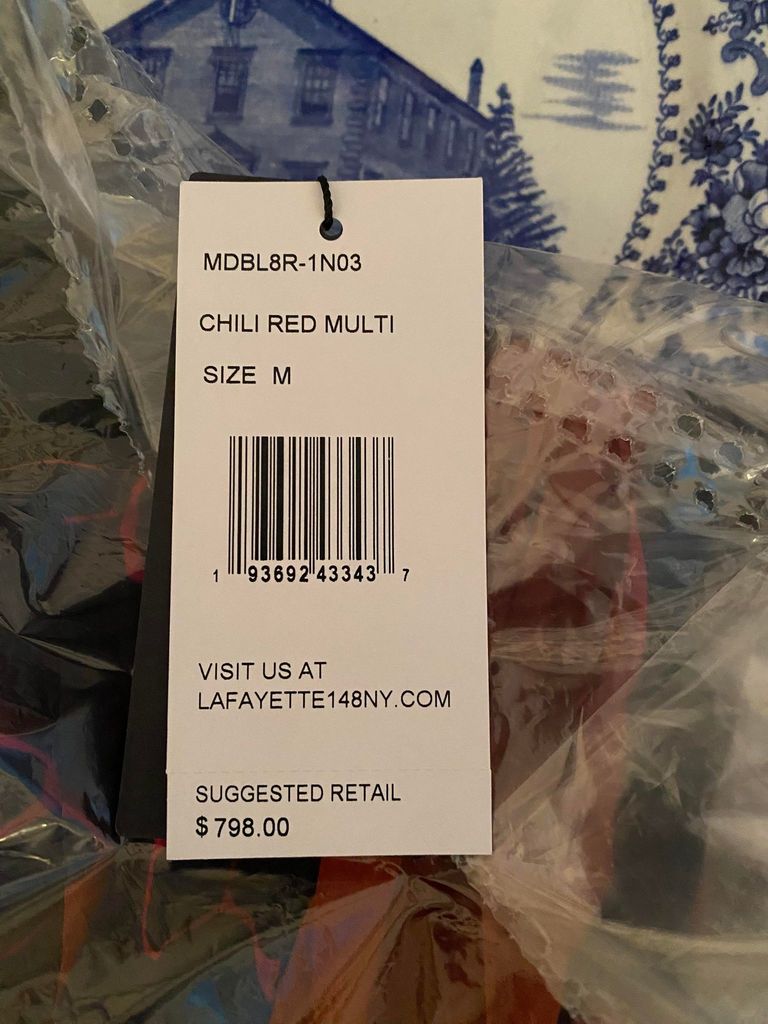 MDBL8R-1N03
CHILI RED MULTI
SIZE M
1 93692 43343 7
VISIT US AT
LAFAYETTE148NY.COM
SUGGESTED RETAIL
$798.00